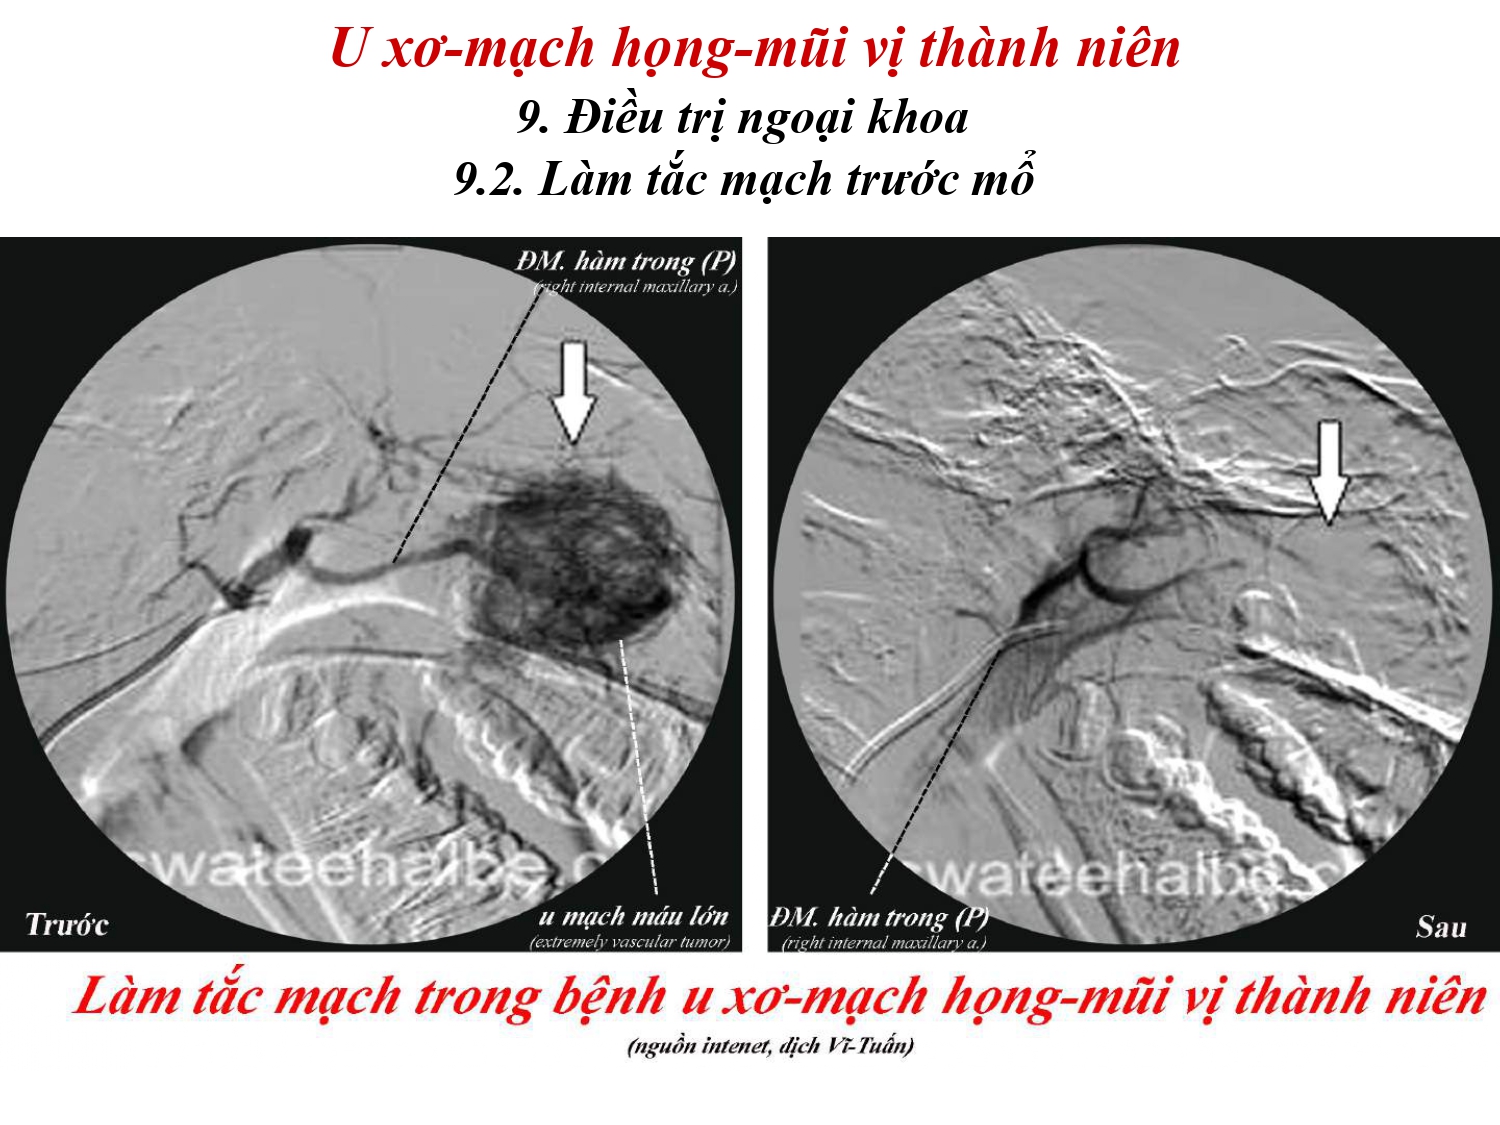 U xơ-mạch họng-mũi vị thành niên
9. Điều trị ngoại khoa
9.2. Làm tắc mạch trước mổ
ĐM. hàm trong (P)
(right internal maxillary a.)
swateehalbe.c
Trước
u mạch máu lớn
(extremely vascular tumor)
swateehalbe.c
ĐM. hàm trong (P)
(right internal maxillary a.)
Sau
Làm tắc mạch trong bệnh u xơ-mạch họng-mũi vị thành niên
(nguồn intenet, dịch Vĩ-Tuấn)